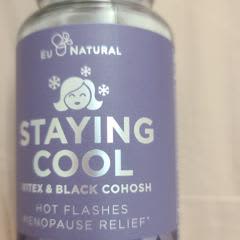 EU NATURAL
STAYING
COOL
VITEX & BLACK COHOSH
HOT FLASHES
MENOPAUSE RELIEF*